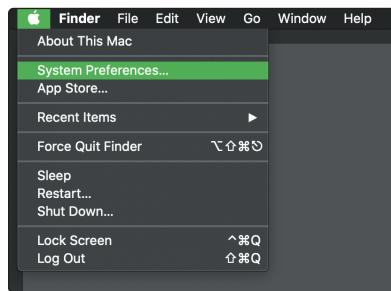 Finder File Edit View Go Window Help
About This Mac
System Preferences...
App Store...
Recent Items ▶
Force Quit Finder ⌥⇧⌘⎋
Sleep
Restart...
Shut Down...
Lock Screen ^⌘Q
Log Out ⇧⌘Q